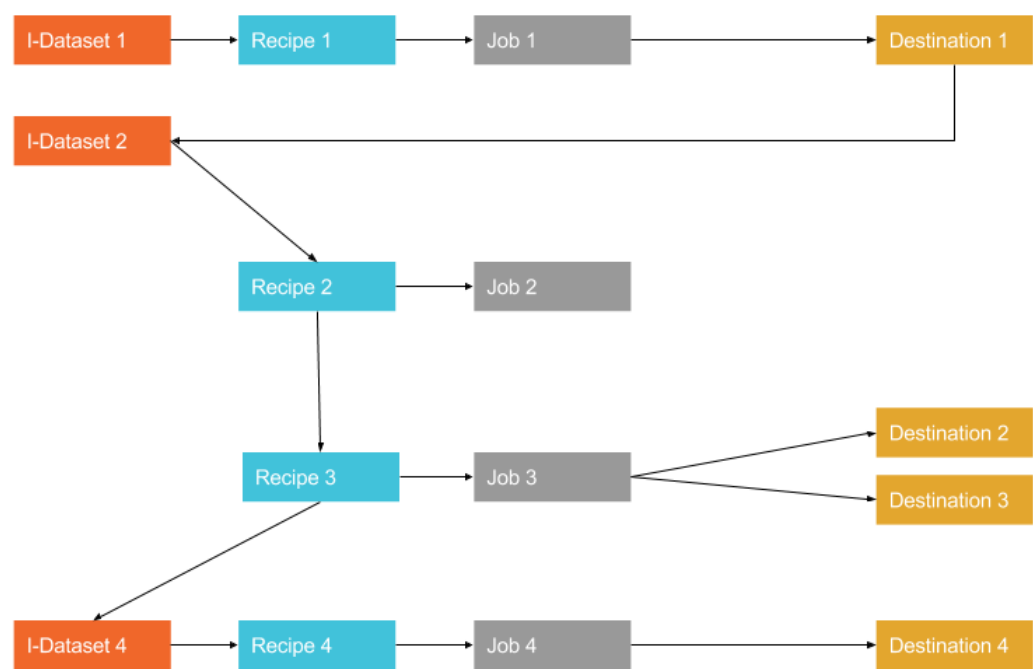 I-Dataset 1
Recipe 1
Job 1
Destination 1
I-Dataset 2
Recipe 2
Job 2
Destination 2
Recipe 3
Job 3
Destination 3
I-Dataset 4
Recipe 4
Job 4
Destination 4